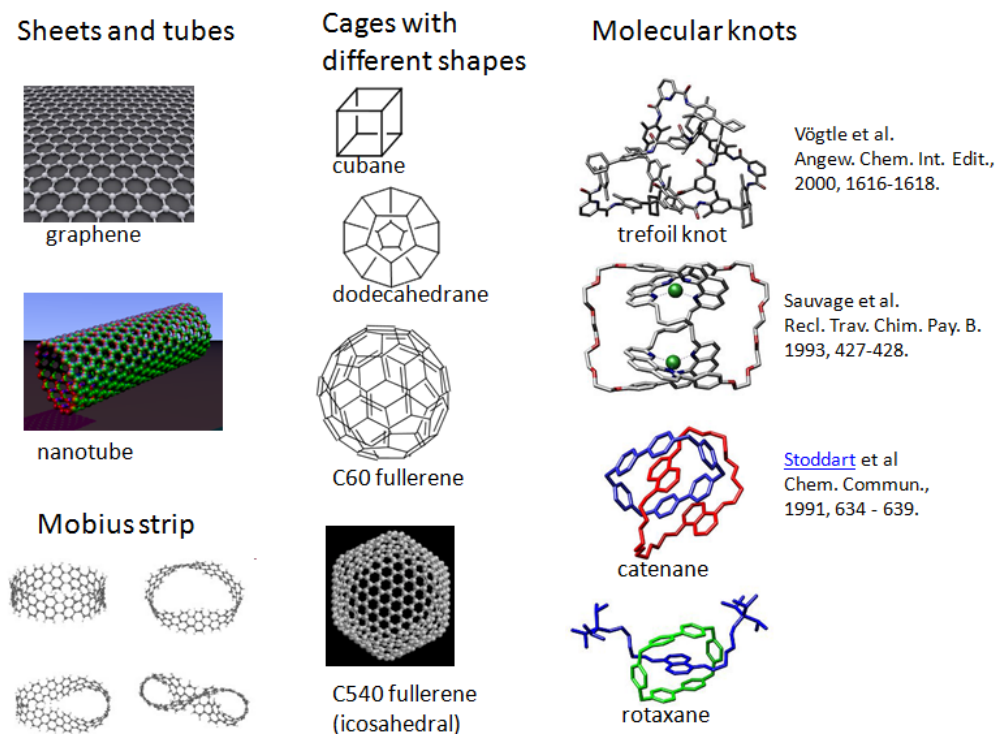 Sheets and tubes
graphene
nanotube
Mobius strip
Cages with
different shapes
cubane
dodecahedrane
C60 fullerene
C540 fullerene
(icosahedral)
Molecular knots
Vögtle et al.
Angew. Chem. Int. Edit.,
2000, 1616-1618.
trefoil knot
Sauvage et al.
Recl. Trav. Chim. Pay. B.
1993, 427-428.
Stoddart et al
Chem. Commun.,
1991, 634 - 639.
catenane
rotaxane